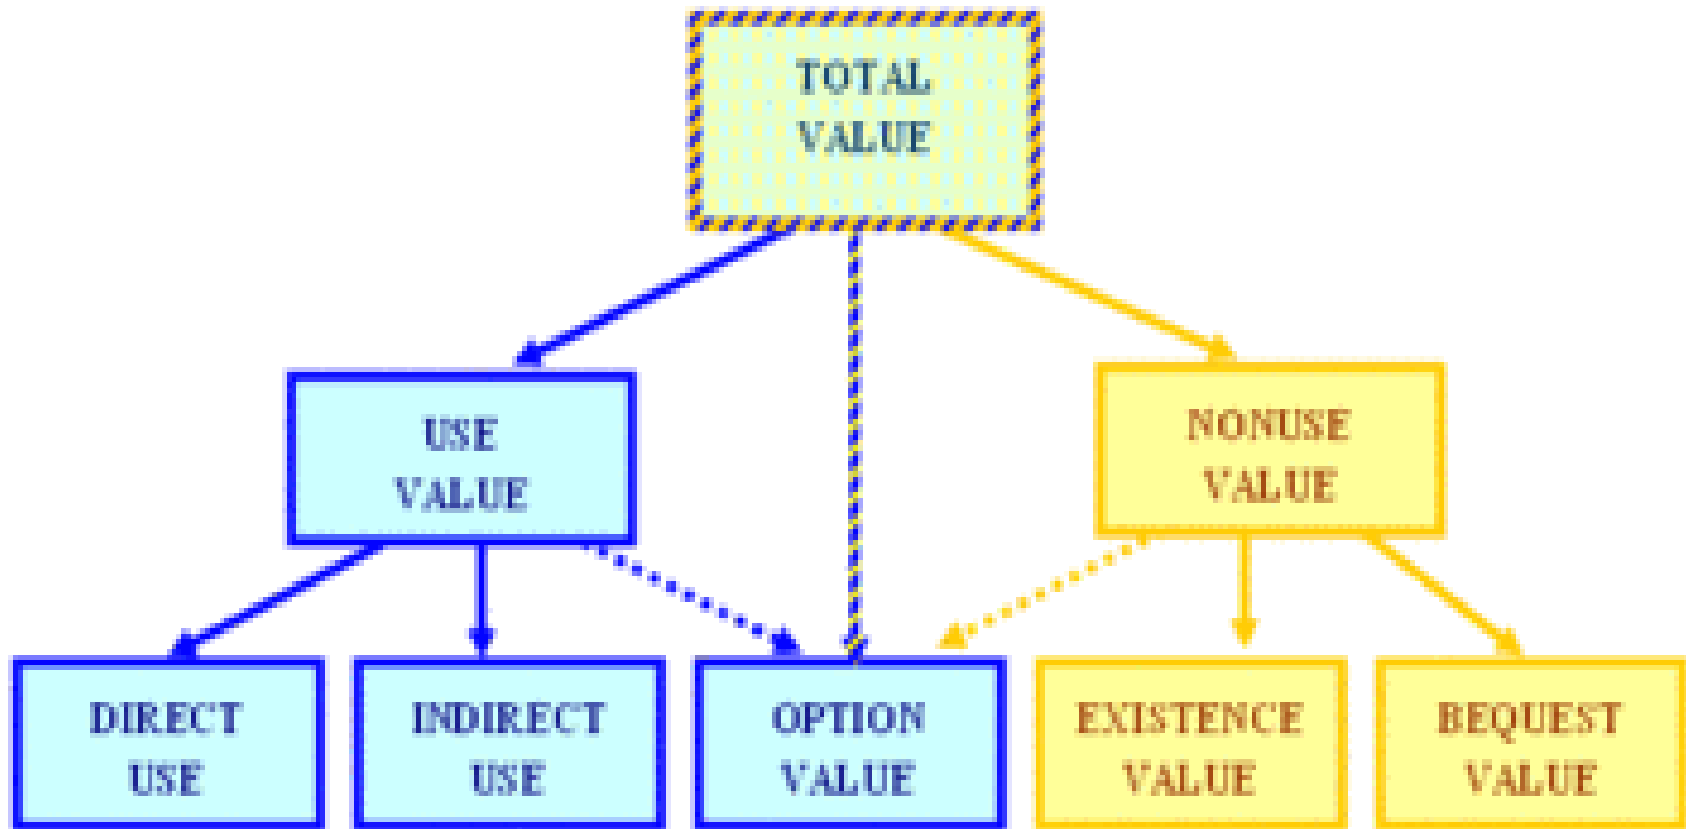 TOTAL
VALUE
USE
VALUE
NONUSE
VALUE
DIRECT
USE
INDIRECT
USE
OPTION
VALUE
EXISTENCE
VALUE
BEQUEST
VALUE